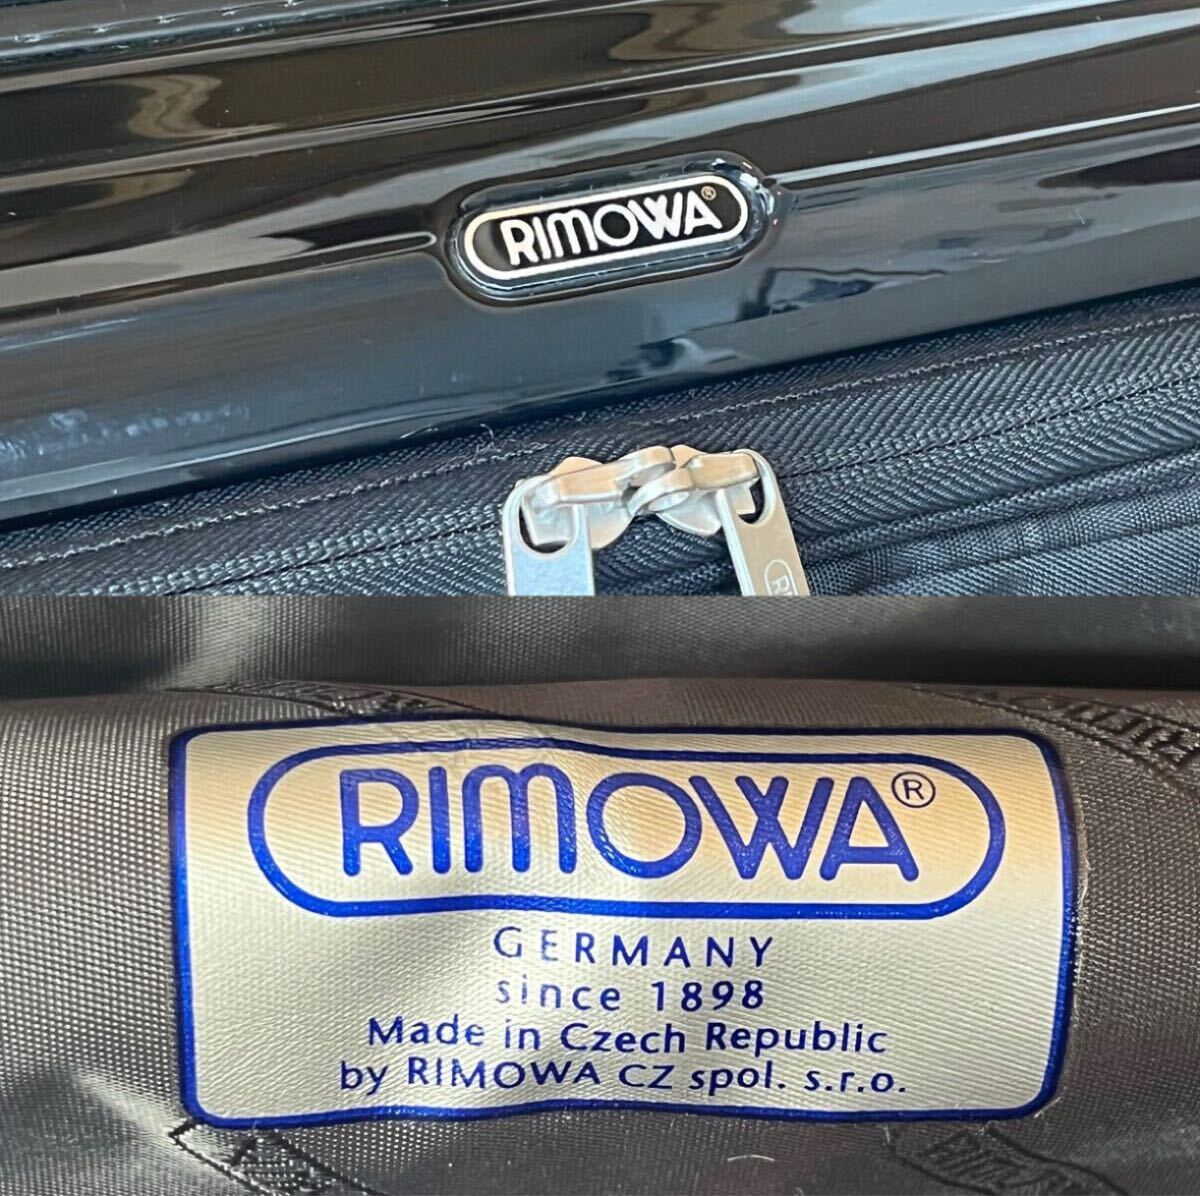 RIMOWA®
RIMOWA®
GERMANY
since 1898
Made in Czech Republic
by RIMOWA CZ spol. s.r.o.